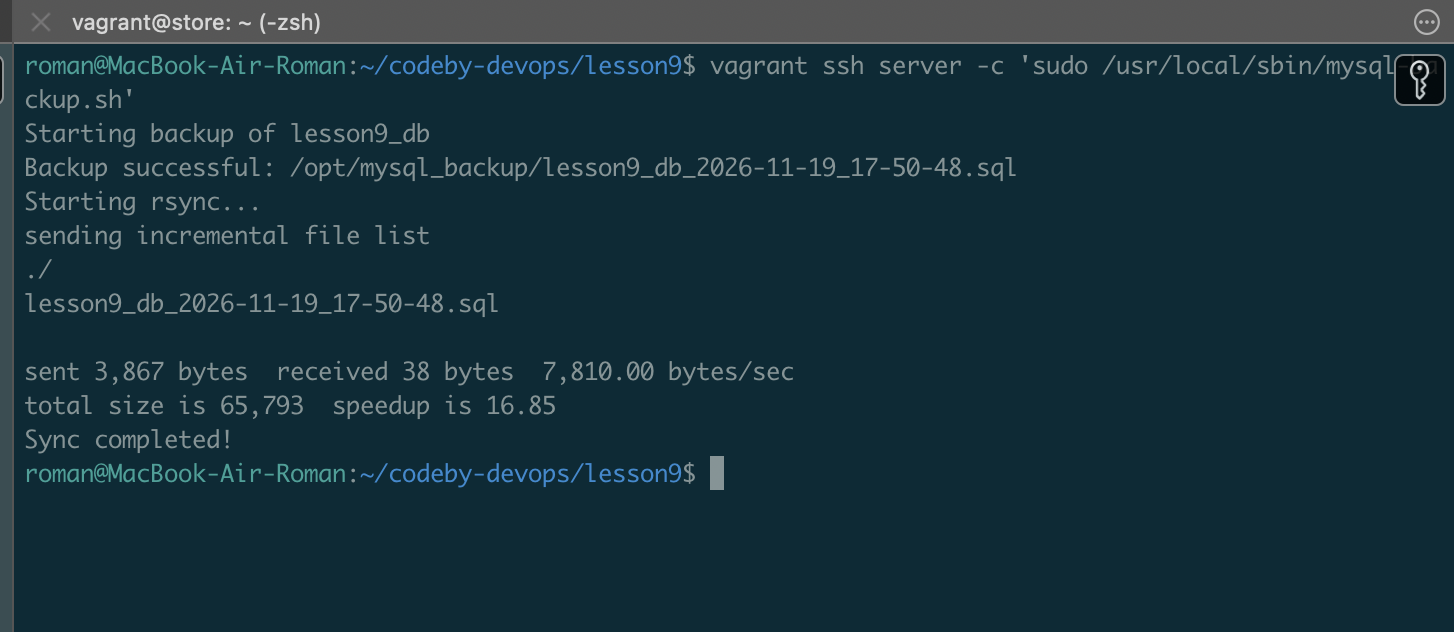 vagrant@store: ~ (-zsh)
roman@MacBook-Air-Roman:~/codeby-devops/lesson9$ vagrant ssh server -c 'sudo /usr/local/sbin/mysql
ckup.sh'
Starting backup of lesson9_db
Backup successful: /opt/mysql_backup/lesson9_db_2026-11-19_17-50-48.sql
Starting rsync...
sending incremental file list
./
lesson9_db_2026-11-19_17-50-48.sql
sent 3,867 bytes  received 38 bytes  7,810.00 bytes/sec
total size is 65,793  speedup is 16.85
Sync completed!
roman@MacBook-Air-Roman:~/codeby-devops/lesson9$